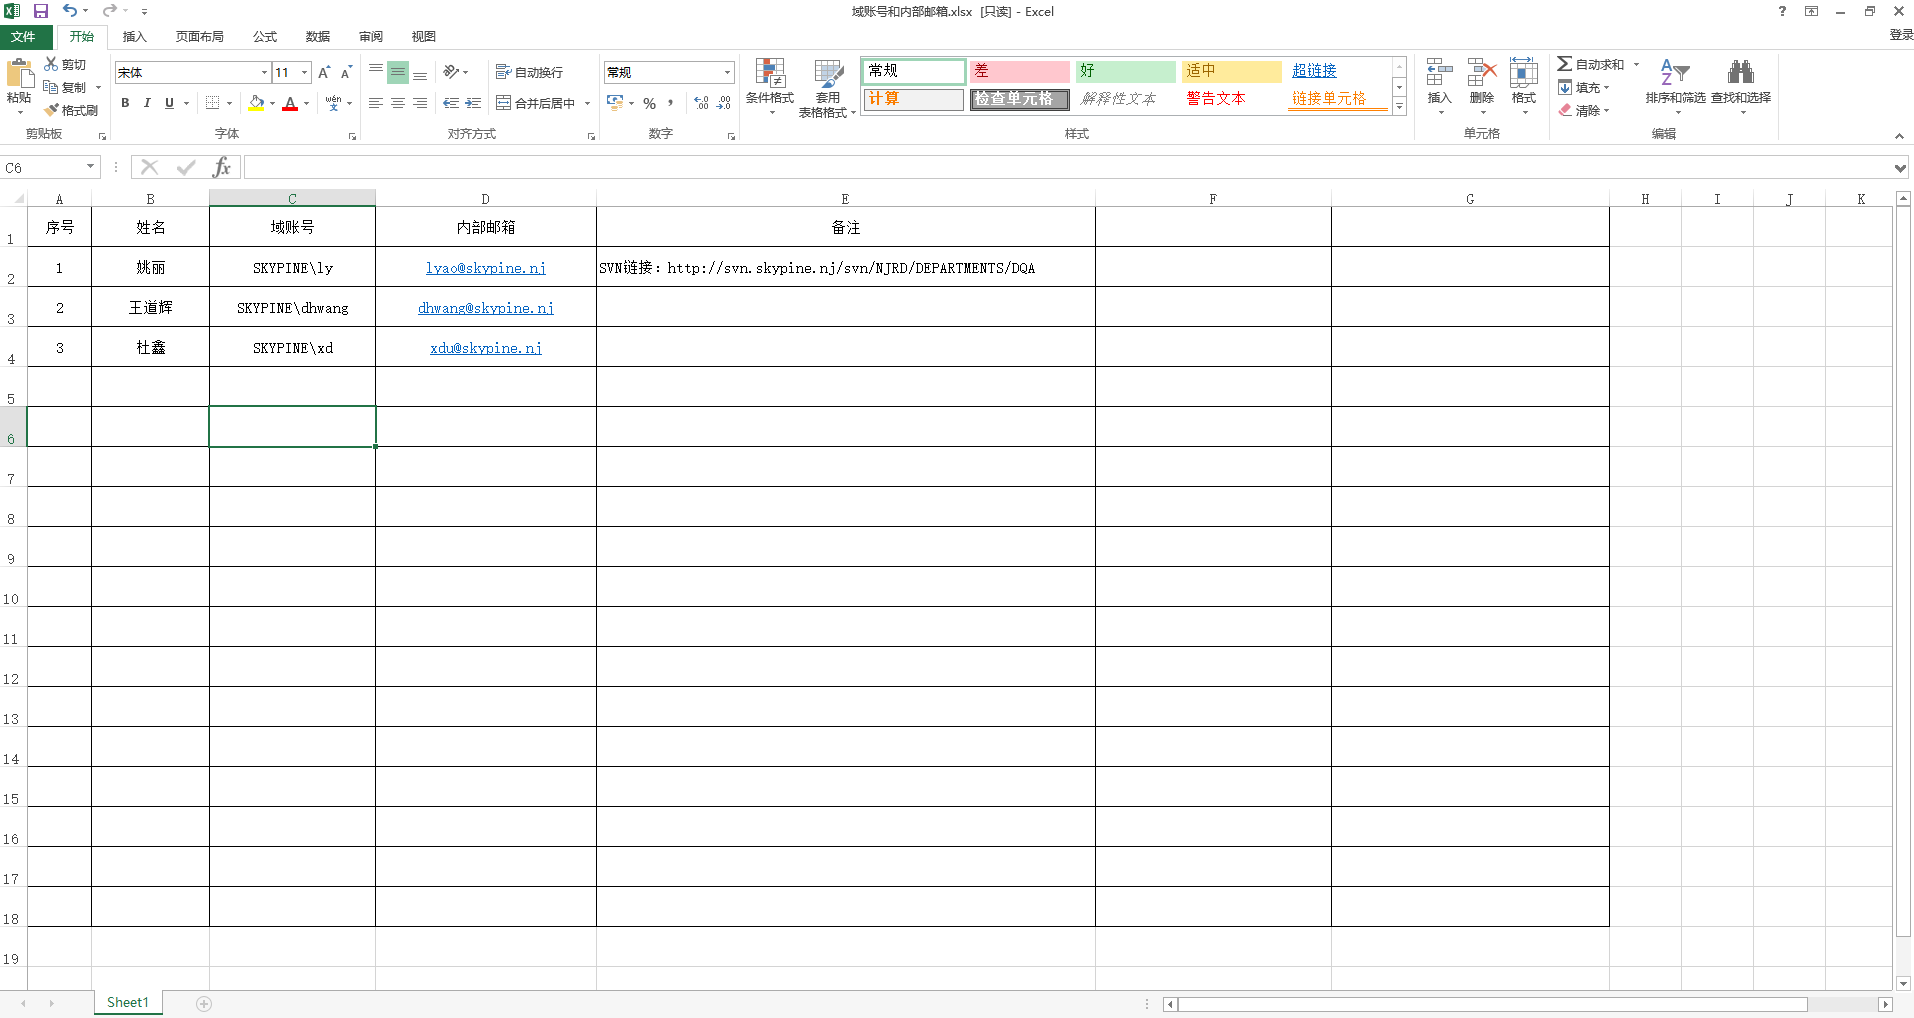 域账号和内部邮箱.xlsx [只读] - Excel
文件 开始 插入 页面布局 公式 数据 审阅 视图 登录
粘贴 剪切 复制 格式刷 剪贴板
宋体 11
B I U A wén 文
字体
自动换行
合并后居中
对齐方式
常规
% ,
数字
条件格式 套用 表格格式
常规 差 好 适中 超链接
计算 检查单元格 解释性文本 警告文本 链接单元格
样式
插入 删除 格式
单元格
自动求和 填充 清除 排序和筛选 查找和选择
编辑
C6 fx
A B C D E F G H I J K
1 序号 姓名 域账号 内部邮箱 备注
2 1 姚丽 SKYPINE\ly lyao@skypine.nj SVN链接：http://svn.skypine.nj/svn/NJRD/DEPARTMENTS/DQA
3 2 王道辉 SKYPINE\dhwang dhwang@skypine.nj
4 3 杜鑫 SKYPINE\xd xdu@skypine.nj
5
6
7
8
9
10
11
12
13
14
15
16
17
18
19
Sheet1